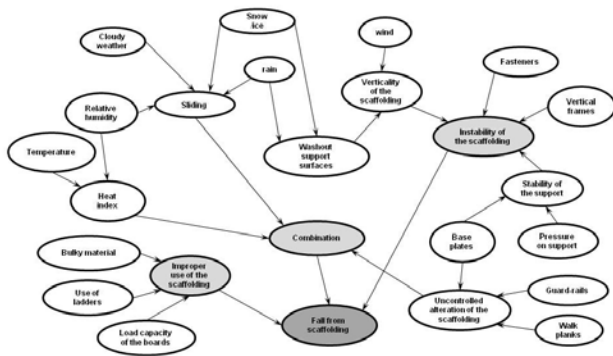 Snow
ice
Cloudy
weather
wind
rain
Fasteners
Verticality
of the
scaffolding
Relative
humidity
Sliding
Vertical
frames
Instability of
the scaffolding
Temperature
Washout
support
surfaces
Stability of
the support
Heat
index
Combination
Base
plates
Pressure
on support
Bulky material
Improper
use of the
scaffolding
Use of
ladders
Guard-rails
Uncontrolled
alteration of the
scaffolding
Fall from
scaffolding
Load capacity
of the boards
Walk
planks